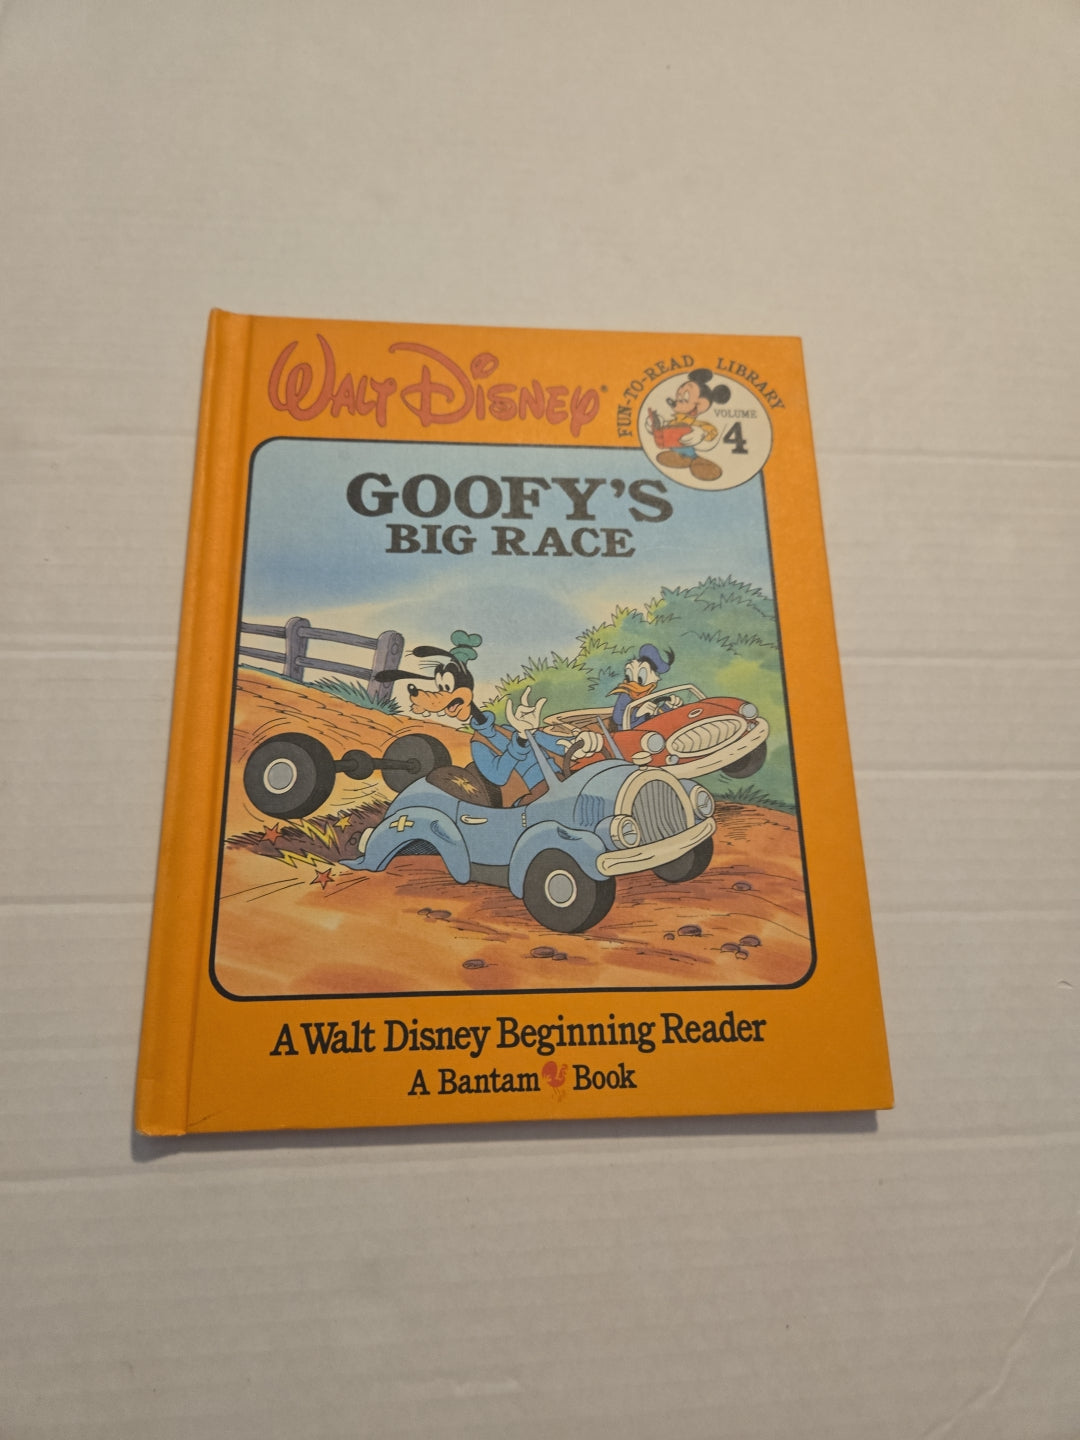 WALT DISNEY
FUN-TO-READ LIBRARY
VOLUME
4
GOOFY'S
BIG RACE
A Walt Disney Beginning Reader
A Bantam Book